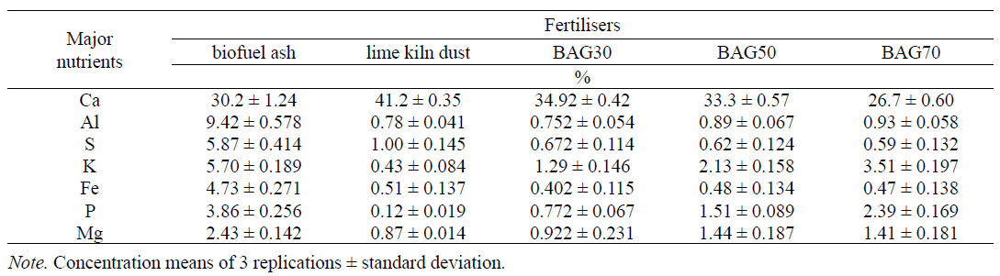 Major nutrients Fertilisers
biofuel ash lime kiln dust BAG30 BAG50 BAG70
%
Ca 30.2 ± 1.24 41.2 ± 0.35 34.92 ± 0.42 33.3 ± 0.57 26.7 ± 0.60
Al 9.42 ± 0.578 0.78 ± 0.041 0.752 ± 0.054 0.89 ± 0.067 0.93 ± 0.058
S 5.87 ± 0.414 1.00 ± 0.145 0.672 ± 0.114 0.62 ± 0.124 0.59 ± 0.132
K 5.70 ± 0.189 0.43 ± 0.084 1.29 ± 0.146 2.13 ± 0.158 3.51 ± 0.197
Fe 4.73 ± 0.271 0.51 ± 0.137 0.402 ± 0.115 0.48 ± 0.134 0.47 ± 0.138
P 3.86 ± 0.256 0.12 ± 0.019 0.772 ± 0.067 1.51 ± 0.089 2.39 ± 0.169
Mg 2.43 ± 0.142 0.87 ± 0.014 0.922 ± 0.231 1.44 ± 0.187 1.41 ± 0.181
Note. Concentration means of 3 replications ± standard deviation.